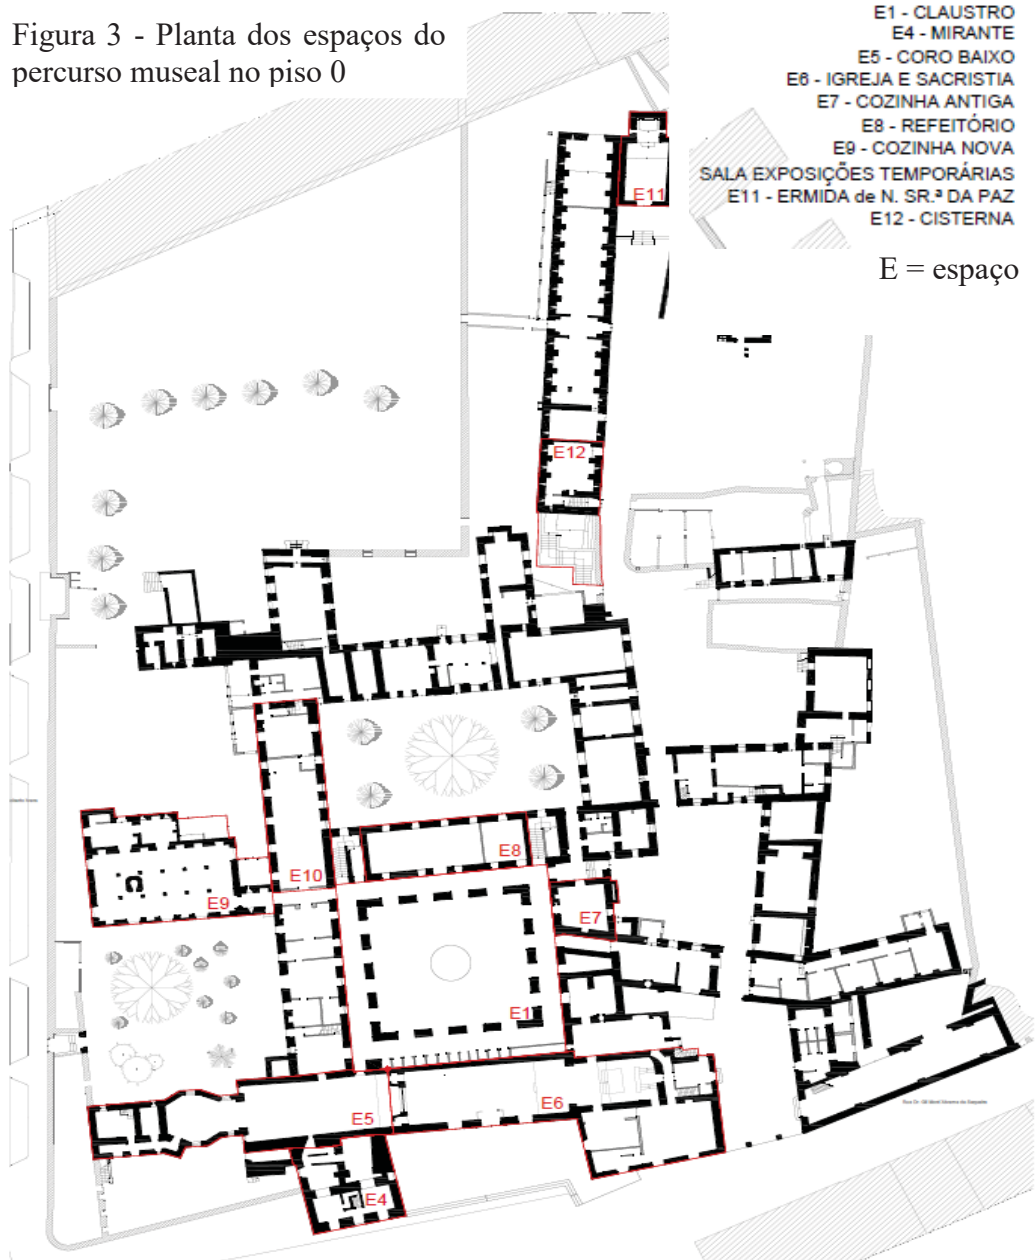 Figura 3 - Planta dos espaços do
percurso museal no piso 0
E1 - CLAUSTRO
E4 - MIRANTE
E5 - CORO BAIXO
E6 - IGREJA E SACRISTIA
E7 - COZINHA ANTIGA
E8 - REFEITÓRIO
E9 - COZINHA NOVA
SALA EXPOSIÇÕES TEMPORÁRIAS
E11 - ERMIDA de N. SR.ª DA PAZ
E12 - CISTERNA
E = espaço
E11
E12
E8
E10
E7
E9
E1
E6
E5
E4